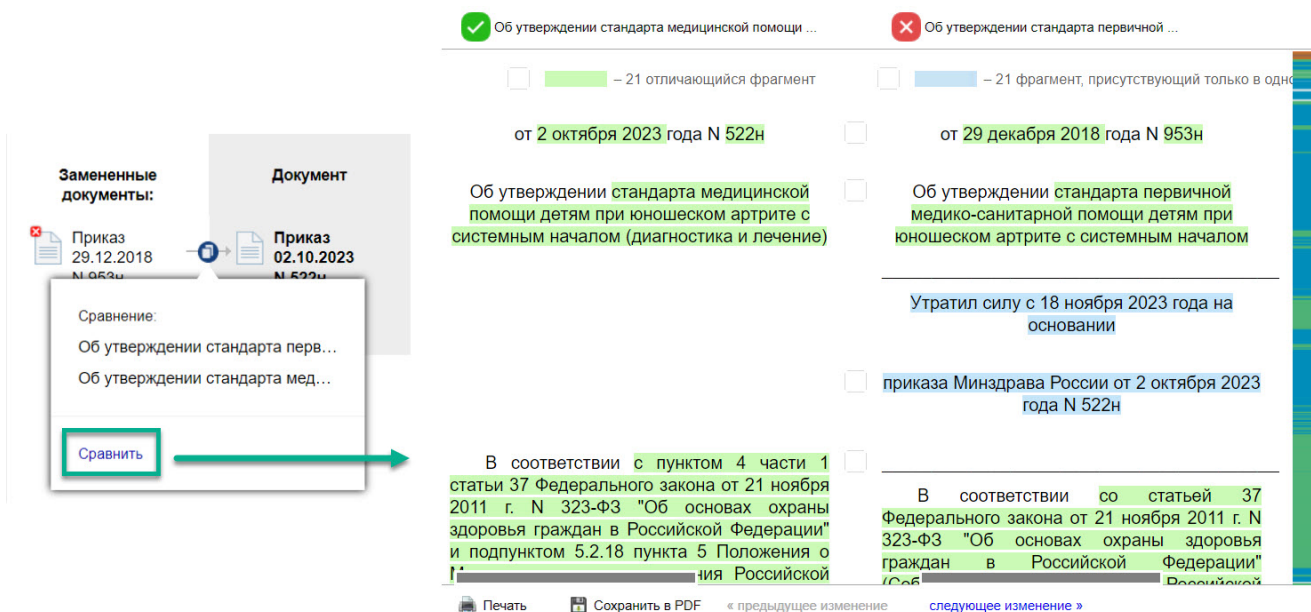 Замененные
документы:
Документ
Приказ
29.12.2018
N 953н
Приказ
02.10.2023
N 522н
Сравнение:
Об утверждении стандарта перв...
Об утверждении стандарта мед...
Сравнить
Об утверждении стандарта медицинской помощи ...
– 21 отличающийся фрагмент
от 2 октября 2023 года N 522н
Об утверждении стандарта медицинской
помощи детям при юношеском артрите с
системным началом (диагностика и лечение)
В соответствии с пунктом 4 части 1
статьи 37 Федерального закона от 21 ноября
2011 г. N 323-ФЗ "Об основах охраны
здоровья граждан в Российской Федерации"
и подпунктом 5.2.18 пункта 5 Положения о
Российской
Об утверждении стандарта первичной ...
– 21 фрагмент, присутствующий только в одно
от 29 декабря 2018 года N 953н
Об утверждении стандарта первичной
медико-санитарной помощи детям при
юношеском артрите с системным началом
Утратил силу с 18 ноября 2023 года на
основании
приказа Минздрава России от 2 октября 2023
года N 522н
В соответствии со статьей 37
Федерального закона от 21 ноября 2011 г. N
323-ФЗ "Об основах охраны здоровья
граждан в Российской Федерации"
Российской
Печать
Сохранить в PDF
« предыдущее изменение
следующее изменение »